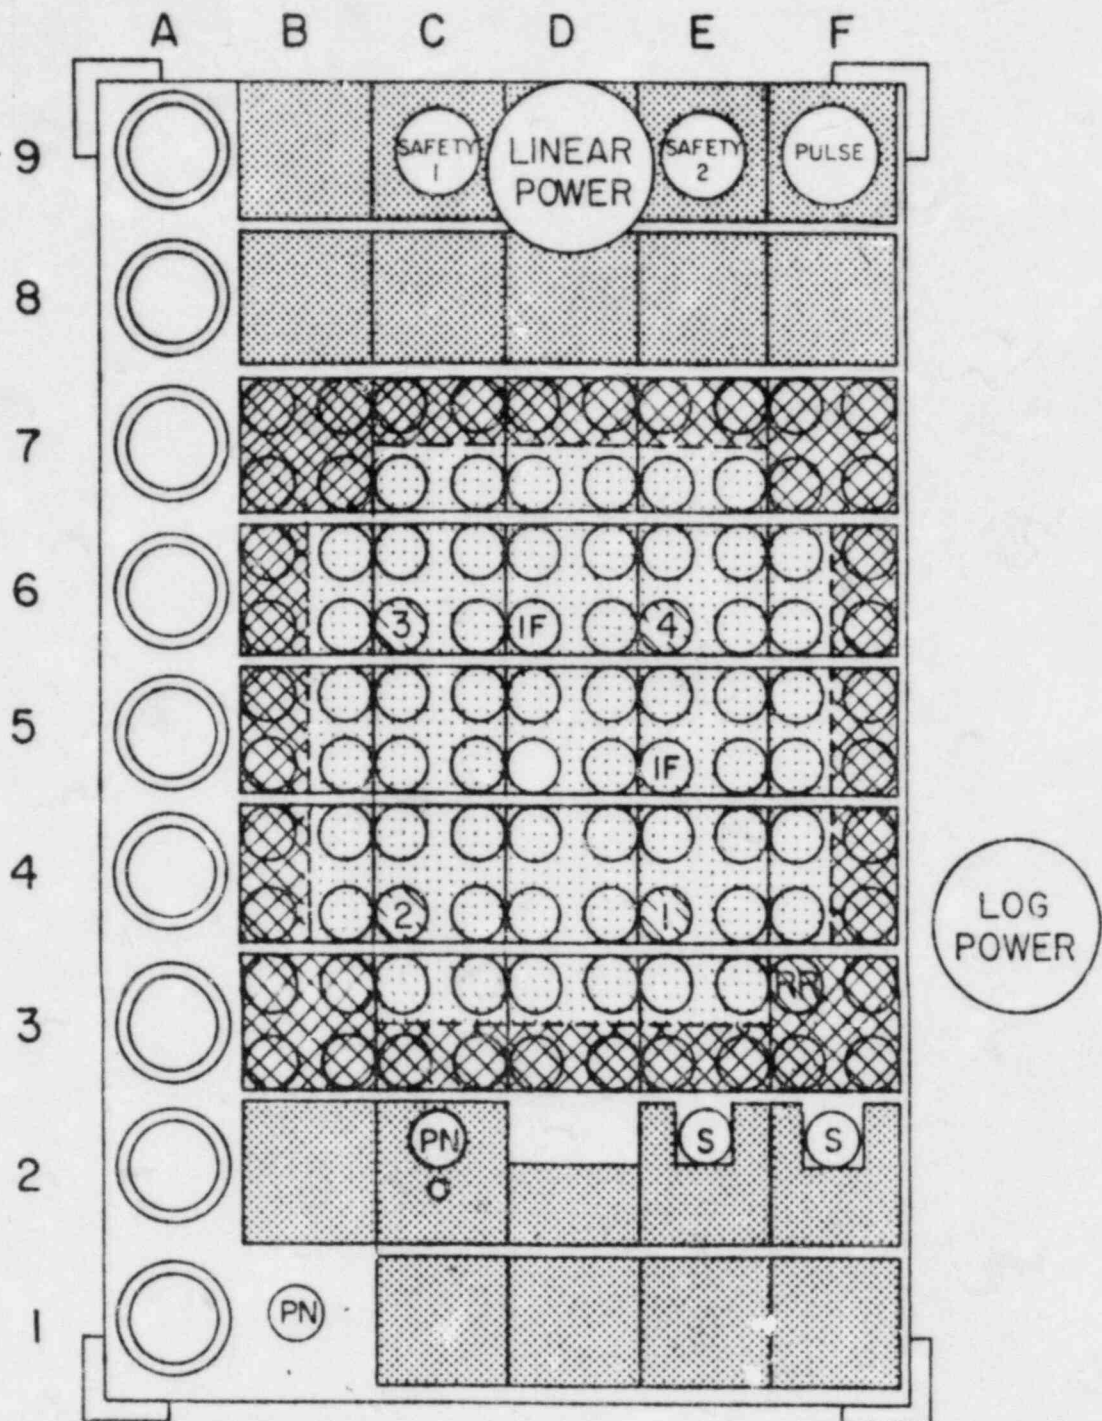 A B C D E F
9 SAFETY 1 LINEAR POWER SAFETY 2 PULSE
8
7
6 3 IF 4
5 IF
4 2 1
LOG POWER
3 RR
2 PN S S
1 PN